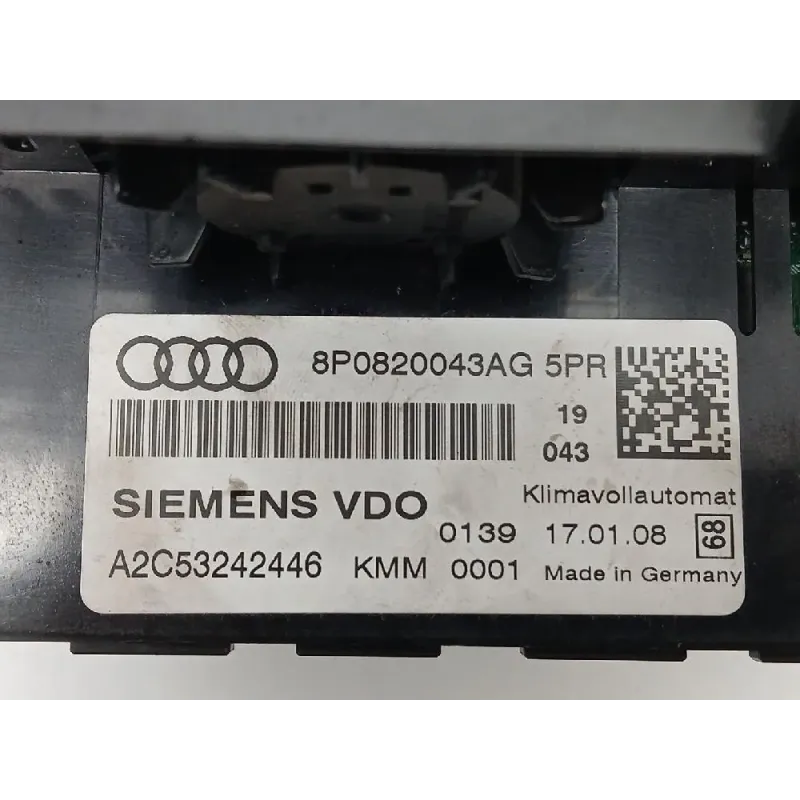 8P0820043AG 5PR
19
043
SIEMENS VDO
Klimavollautomat
0139 17.01.08 68
A2C53242446 KMM 0001 Made in Germany